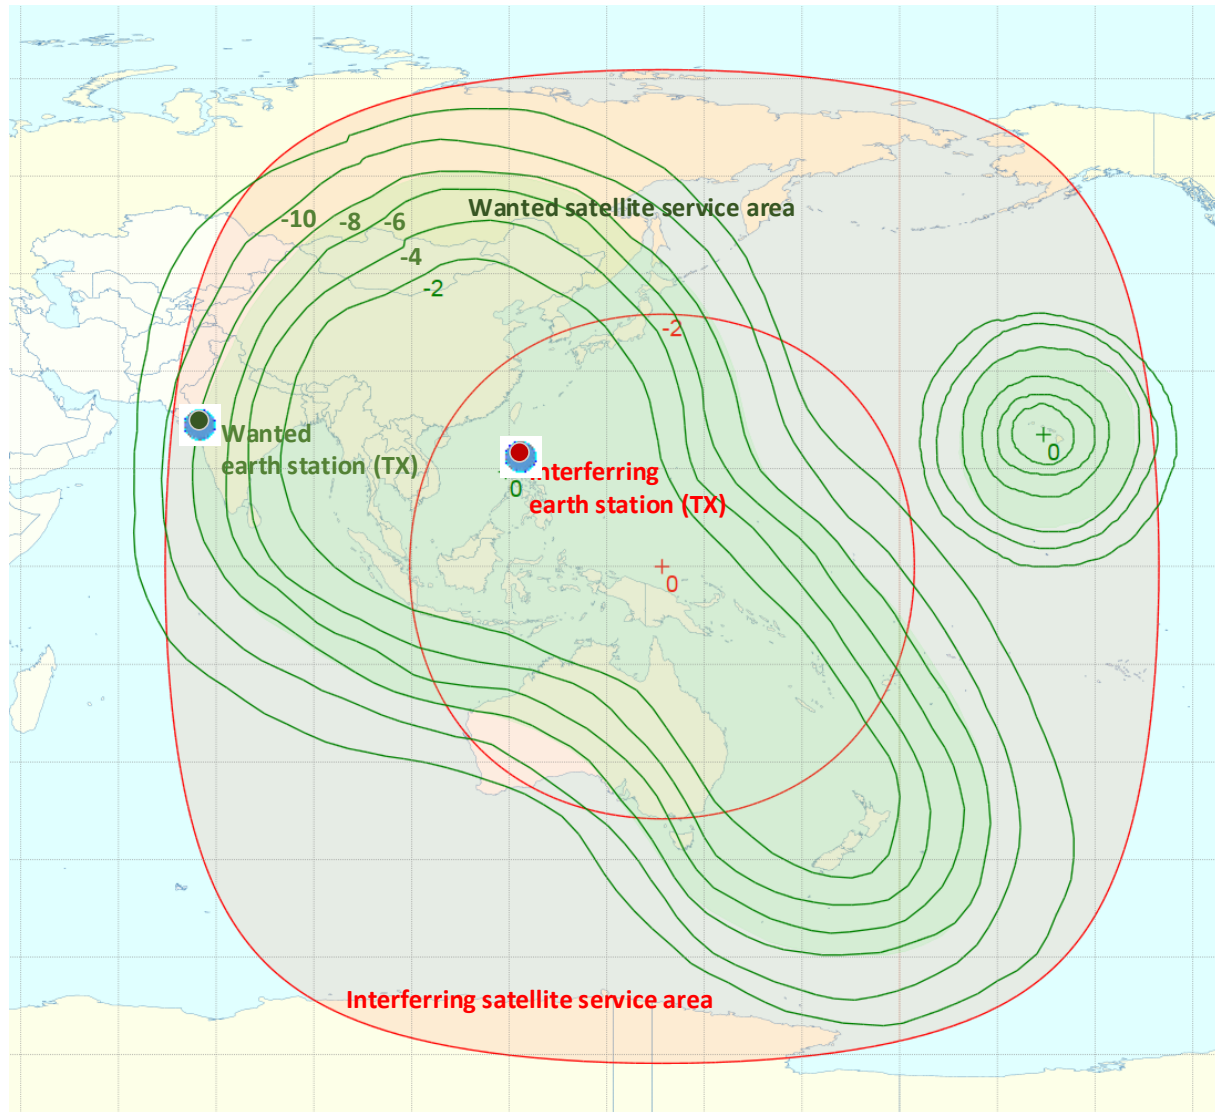 Wanted satellite service area
-10
-8
-6
-4
-2
-2
Wanted
earth station (TX)
0
Interferring
earth station (TX)
0
0
Interferring satellite service area